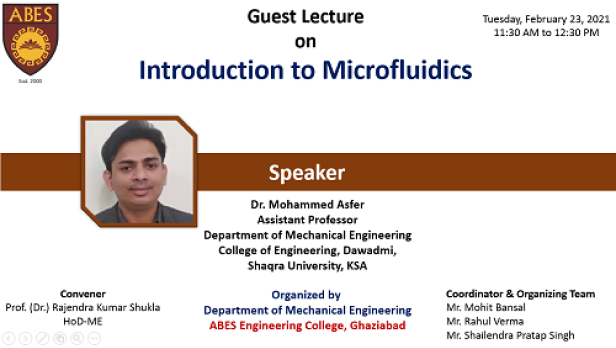 ABES
Estd. 2000
Guest Lecture
on
Introduction to Microfluidics
Tuesday, February 23, 2021
11:30 AM to 12:30 PM
Speaker
Dr. Mohammed Asfer
Assistant Professor
Department of Mechanical Engineering
College of Engineering, Dawadmi,
Shaqra University, KSA
Convener
Prof. (Dr.) Rajendra Kumar Shukla
HoD-ME
Organized by
Department of Mechanical Engineering
ABES Engineering College, Ghaziabad
Coordinator & Organizing Team
Mr. Mohit Bansal
Mr. Rahul Verma
Mr. Shailendra Pratap Singh